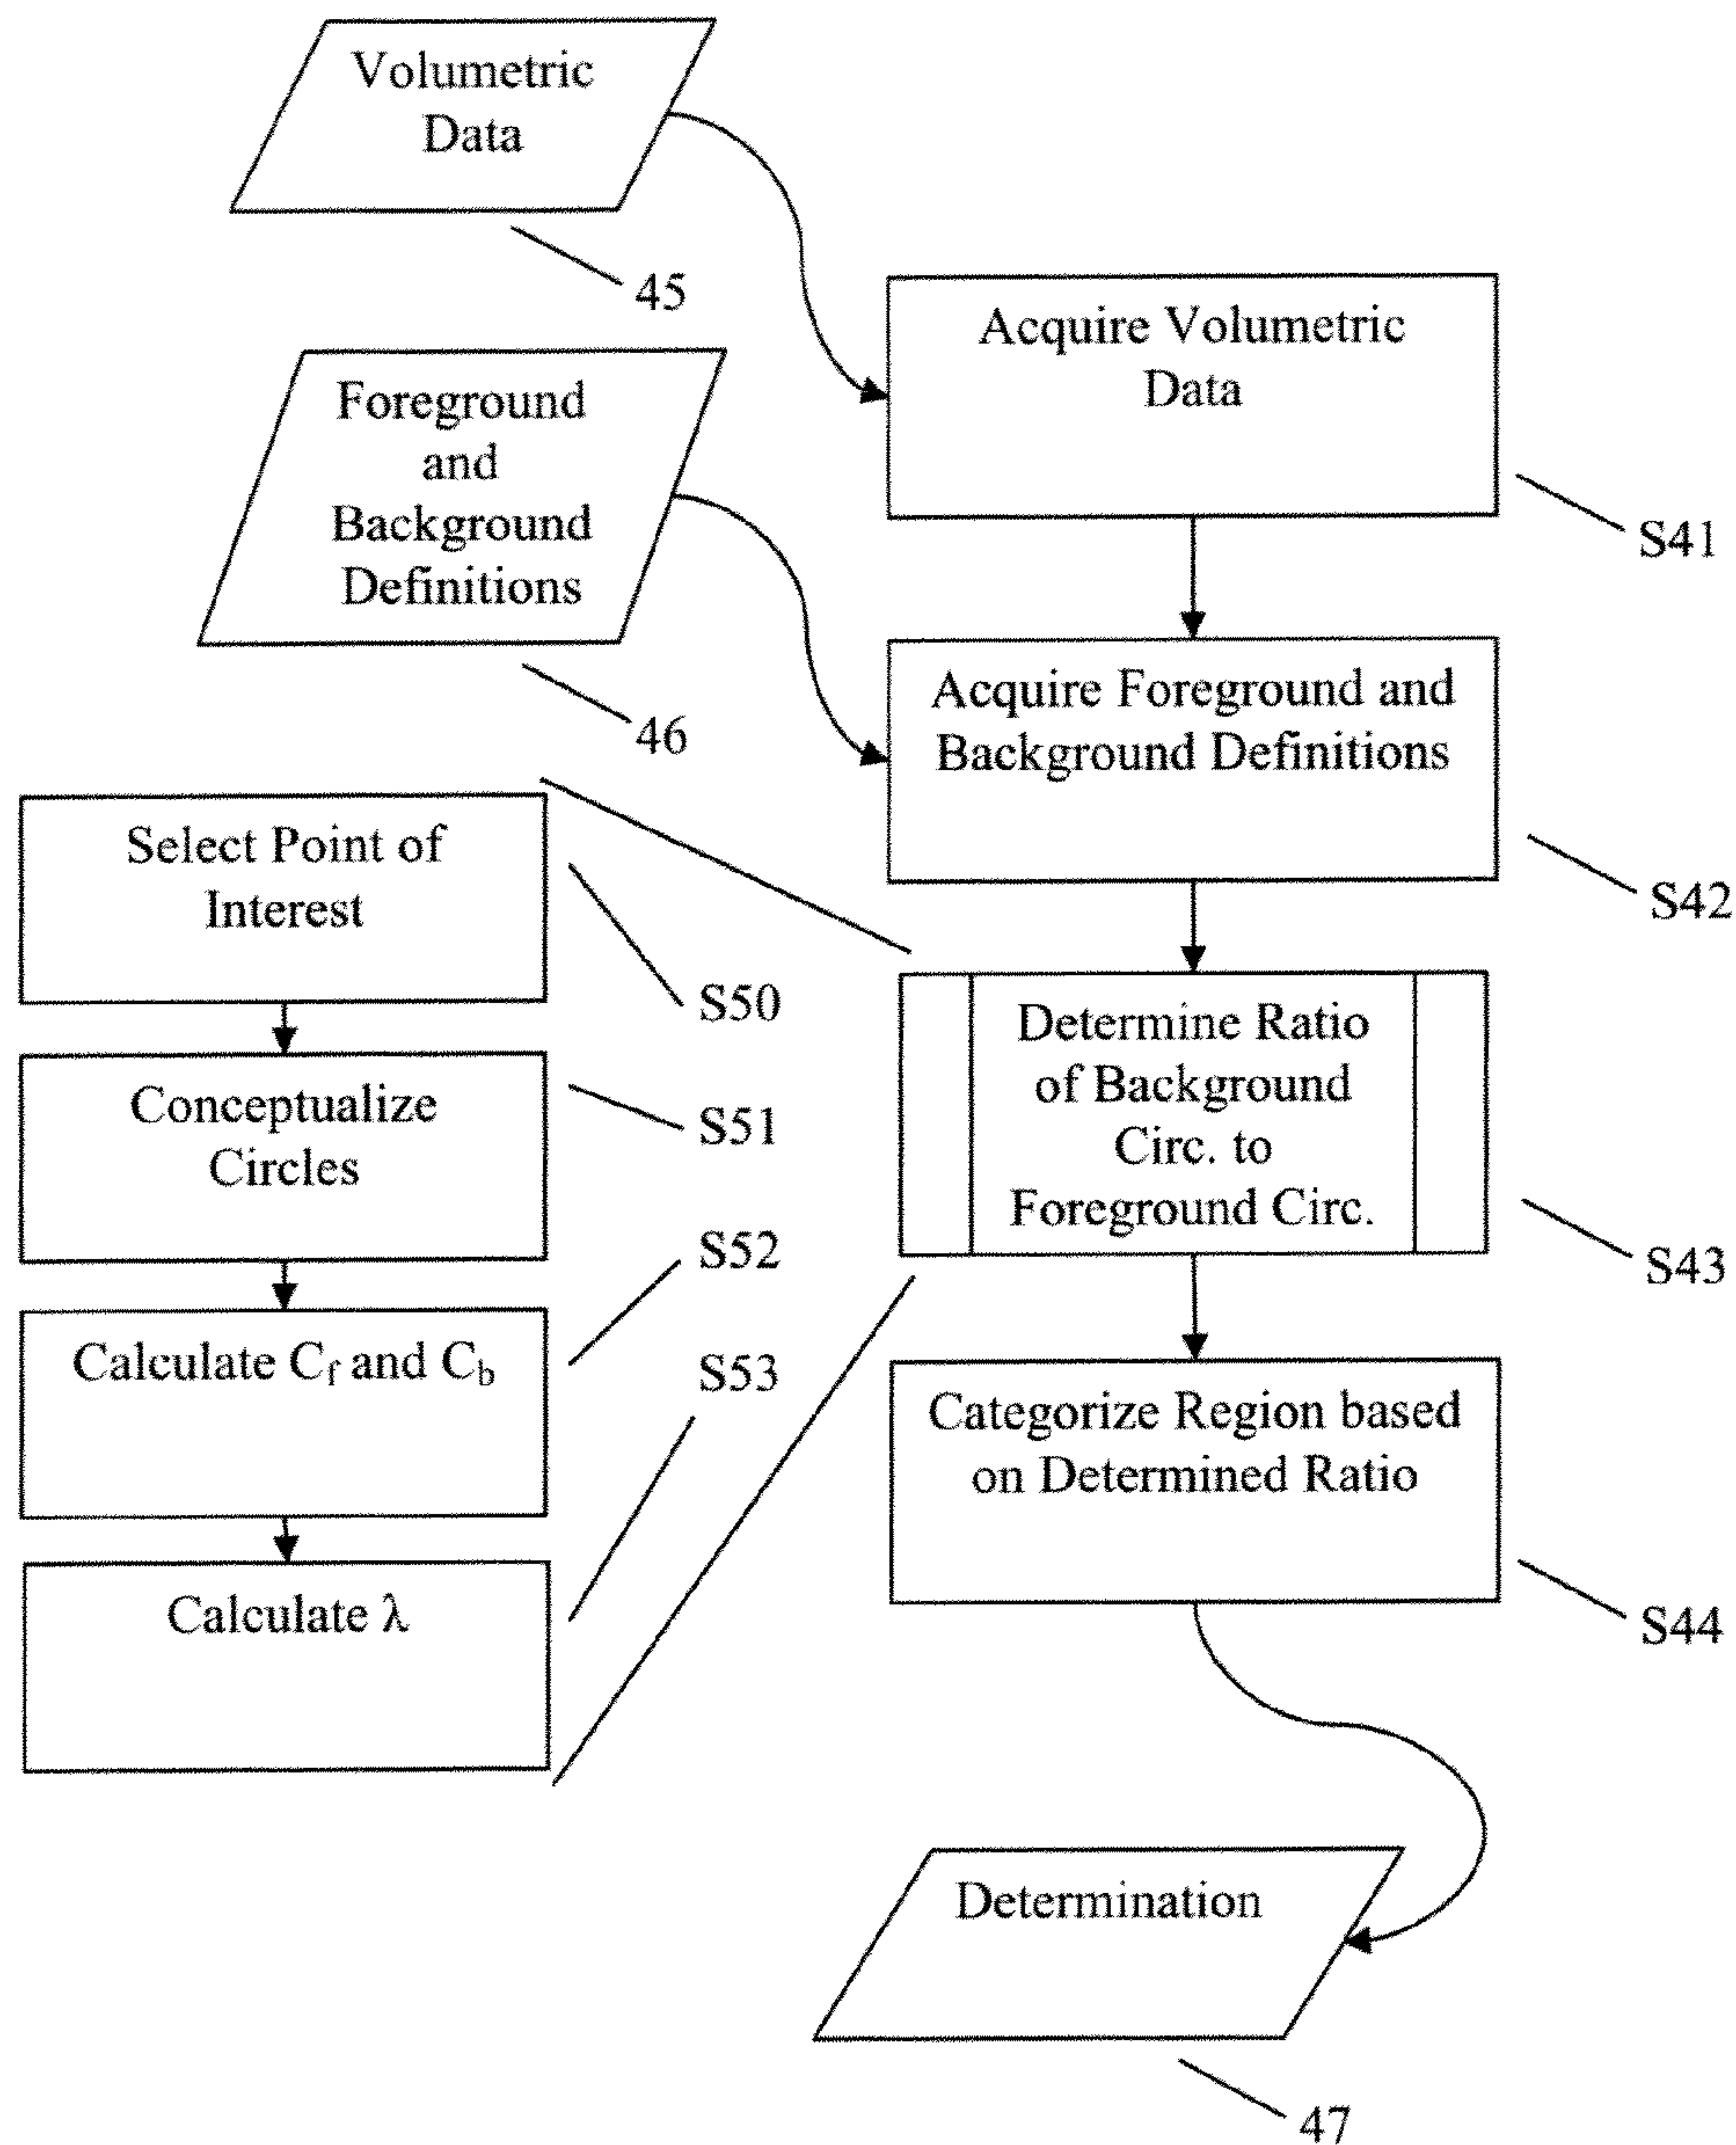 Volumetric
Data
45
Acquire Volumetric
Data
S41
Foreground
and
Background
Definitions
46
Acquire Foreground and
Background Definitions
S42
Select Point of
Interest
S50
Conceptualize
Circles
S51
Calculate Cf and Cb
S52
Calculate λ
S53
Determine Ratio
of Background
Circ. to
Foreground Circ.
S43
Categorize Region based
on Determined Ratio
S44
Determination
47